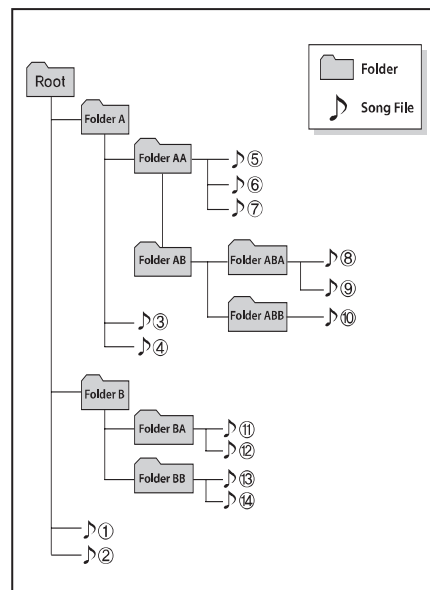 Root
Folder
Song File
Folder A
Folder AA
⑤
⑥
⑦
Folder AB
Folder ABA
⑧
⑨
Folder ABB
⑩
③
④
Folder B
Folder BA
⑪
⑫
Folder BB
⑬
⑭
①
②